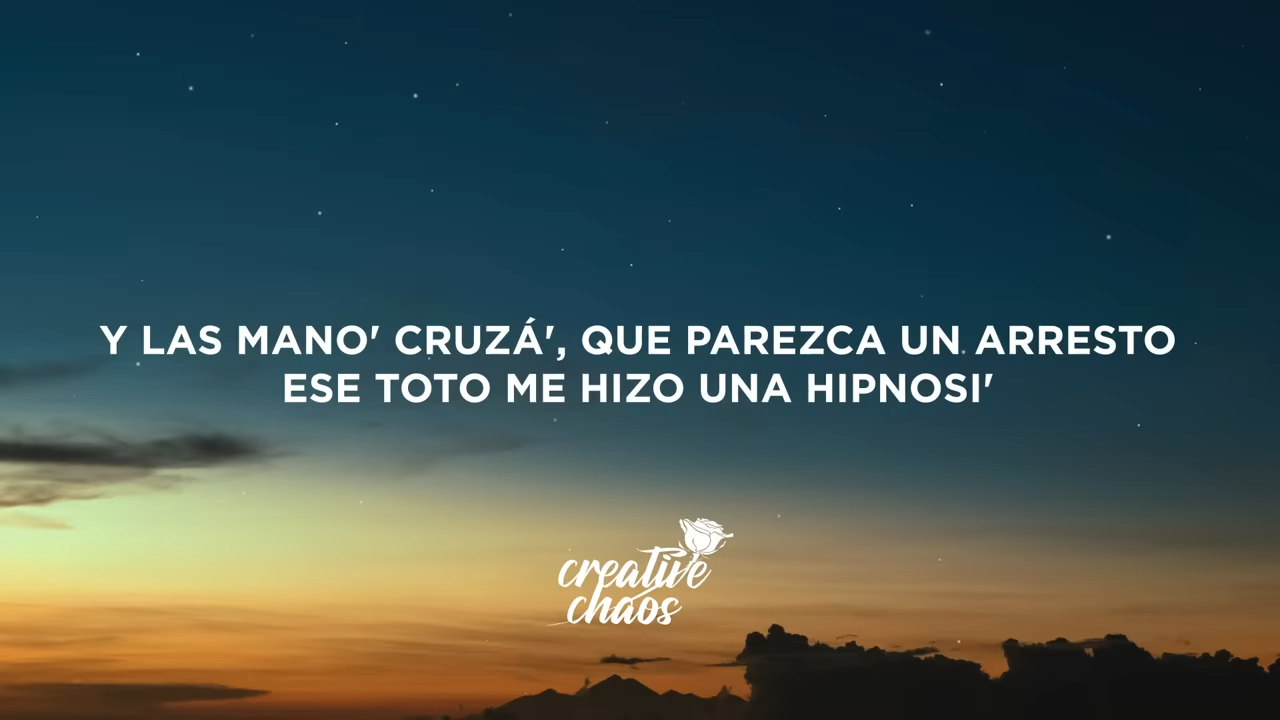 Y LAS MANO' CRUZÁ', QUE PAREZCA UN ARRESTO
ESE TOTO ME HIZO UNA HIPNOSI'
creative
chaos